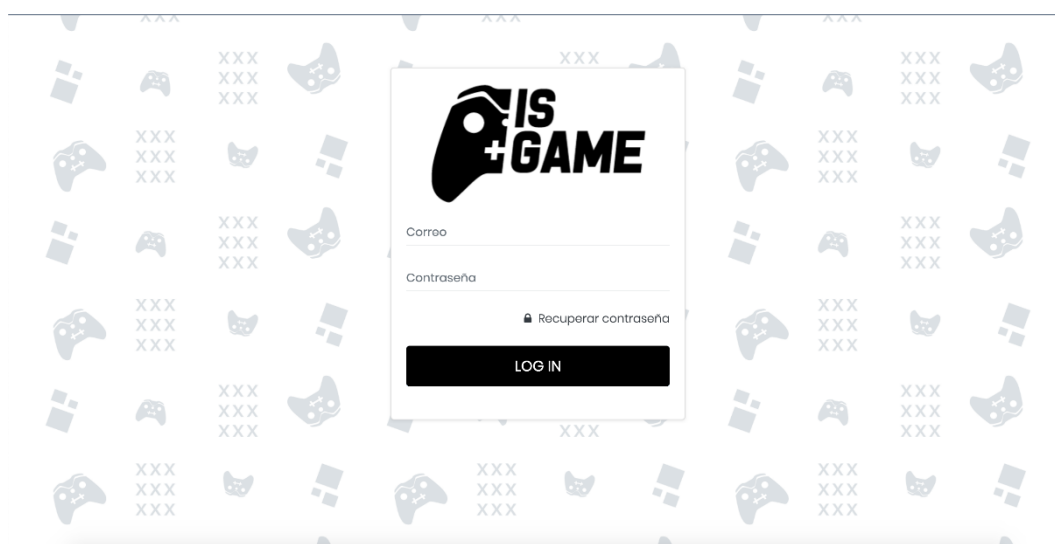 IS
GAME
Correo
Contraseña
Recuperar contraseña
LOG IN